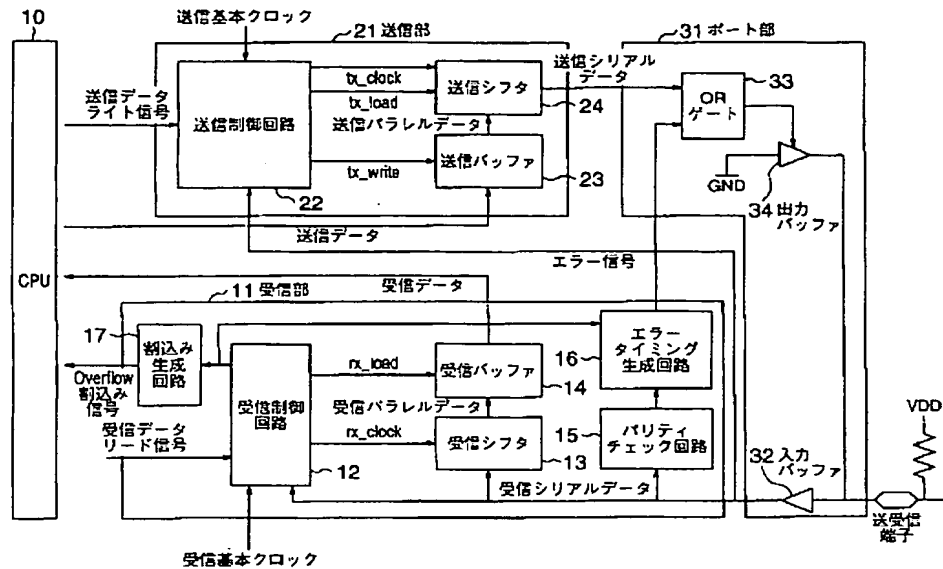 10
送信基本クロック
21 送信部
31 ポート部
送信データ
ライト信号
送信制御回路
22
tx_clock
tx_load
送信パラレルデータ
tx_write
送信シフタ
24
送信バッファ
23
送信シリアル
データ
OR
ゲート
33
GND
34 出力
バッファ
送信データ
エラー信号
CPU
受信データ
11 受信部
17
割込み
生成
回路
Overflow
割込み
信号
受信データ
リード信号
受信制御
回路
12
rx_load
受信パラレルデータ
rx_clock
受信バッファ
14
受信シフタ
13
16
エラー
タイミング
生成回路
15
パリティ
チェック回路
受信シリアルデータ
32 入力
バッファ
VDD
送受信
端子
受信基本クロック